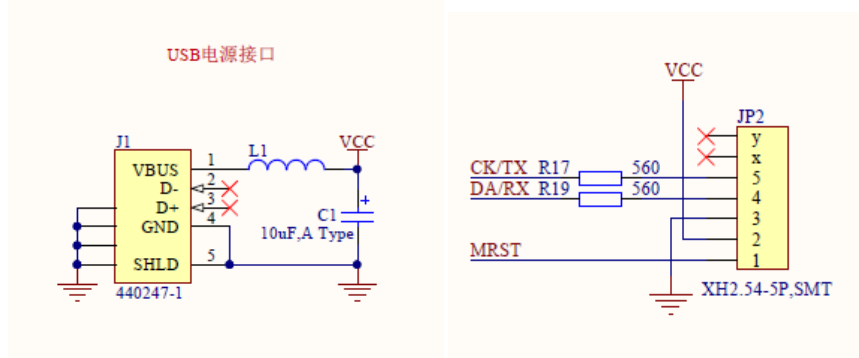 USB电源接口
J1
VBUS 1
D- 2
D+ 3
GND 4
SHLD 5
440247-1
L1
VCC
+
C1
10uF,A Type
VCC
JP2
y
x
CK/TX R17 560 5
DA/RX R19 560 4
3
2
MRST 1
XH2.54-5P,SMT